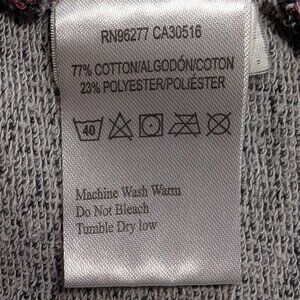 RN96277 CA30516
77% COTTON/ALGODÓN/COTON
23% POLYESTER/POLIÉSTER
40
Machine Wash Warm
Do Not Bleach
Tumble Dry low